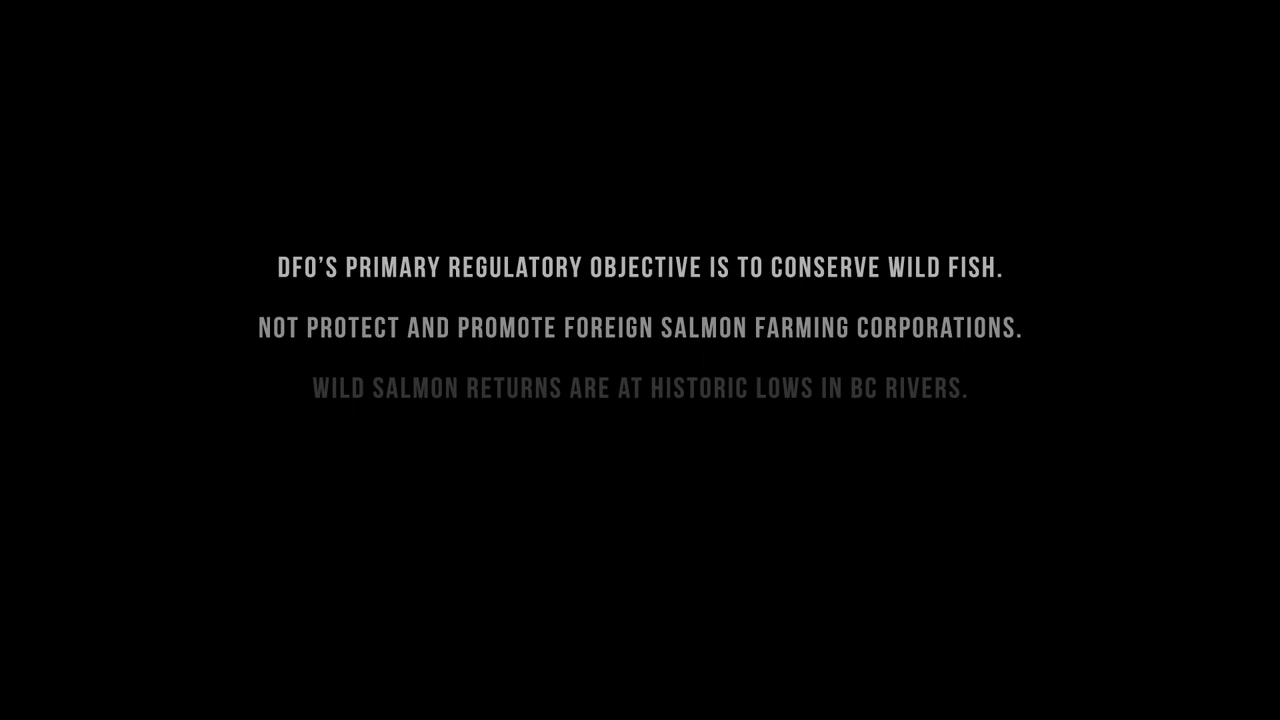 DFO’S PRIMARY REGULATORY OBJECTIVE IS TO CONSERVE WILD FISH.
NOT PROTECT AND PROMOTE FOREIGN SALMON FARMING CORPORATIONS.
WILD SALMON RETURNS ARE AT HISTORIC LOWS IN BC RIVERS.